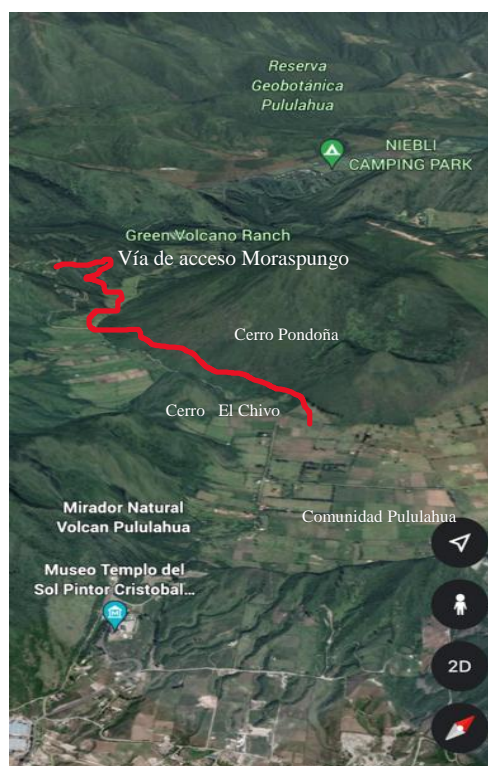 Reserva
Geobotánica
Pululahua
NIEBLI
CAMPING PARK
Green Volcano Ranch
Vía de acceso Moraspungo
Cerro Pondoña
Cerro El Chivo
Comunidad Pululahua
Mirador Natural
Volcan Pululahua
Museo Templo del
Sol Pintor Cristobal...
2D